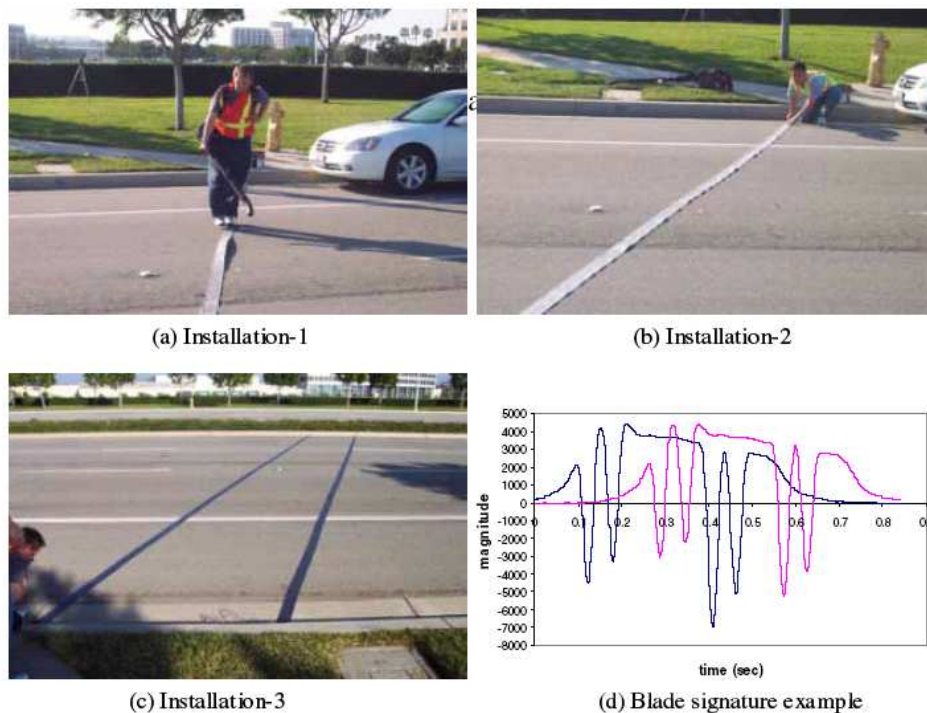 a
(a) Installation-1
(b) Installation-2
5000
4000
3000
2000
1000
0
-1000
-2000
-3000
-4000
-5000
-6000
-7000
-8000
magnitude
0 0.1 0.2 0.3 0.4 0.5 0.6 0.7 0.8 0.9
time (sec)
(c) Installation-3
(d) Blade signature example